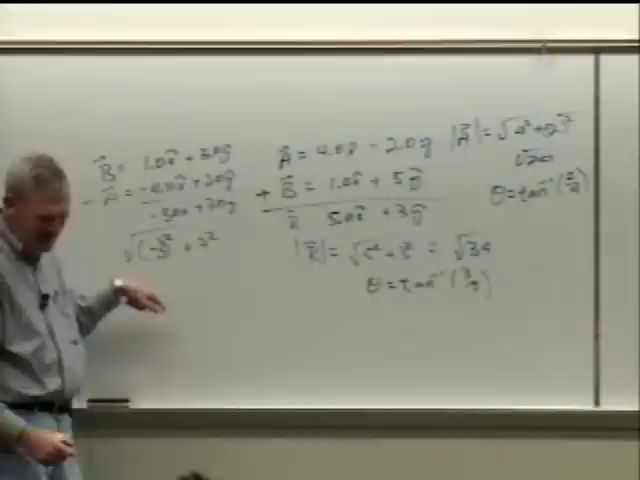 B⃗ = 1.0î + 5.0ĵ
- A⃗ = -4.0î + 2.0ĵ
-3.0î + 7.0ĵ
√(-3)² + 7²
A⃗ = 4.0î - 2.0ĵ
+ B⃗ = 1.0î + 5ĵ
R⃗ 5.0î + 3ĵ
|R⃗| = √5² + 3² = √34
θ = tan⁻¹ (3/5)
|A⃗| = √4² + 2²
√20
θ = tan⁻¹ (2/4)